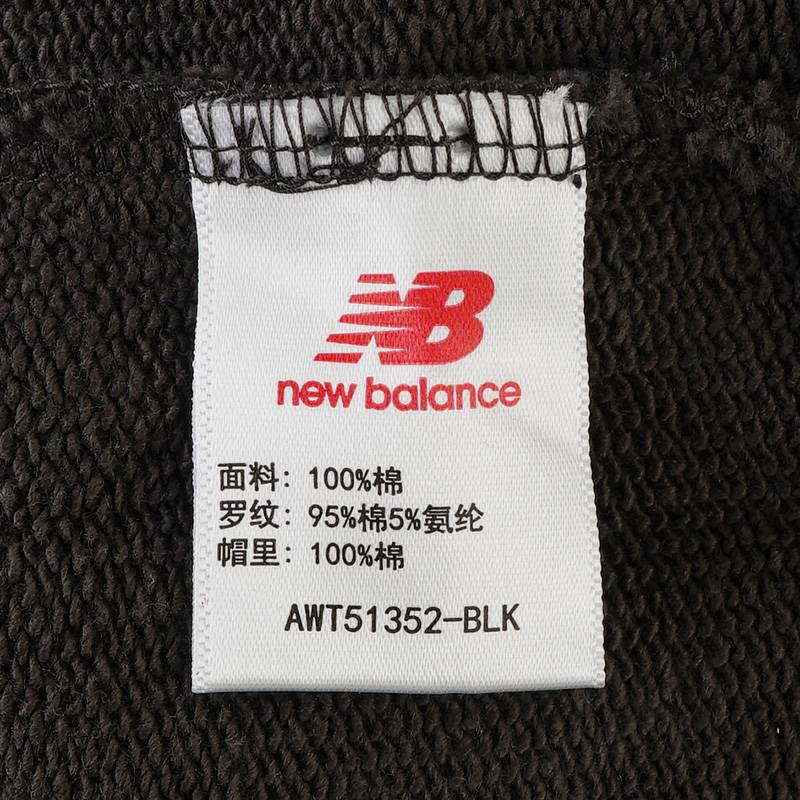 NB
new balance
面料：100%棉
罗纹：95%棉5%氨纶
帽里：100%棉
AWT51352-BLK